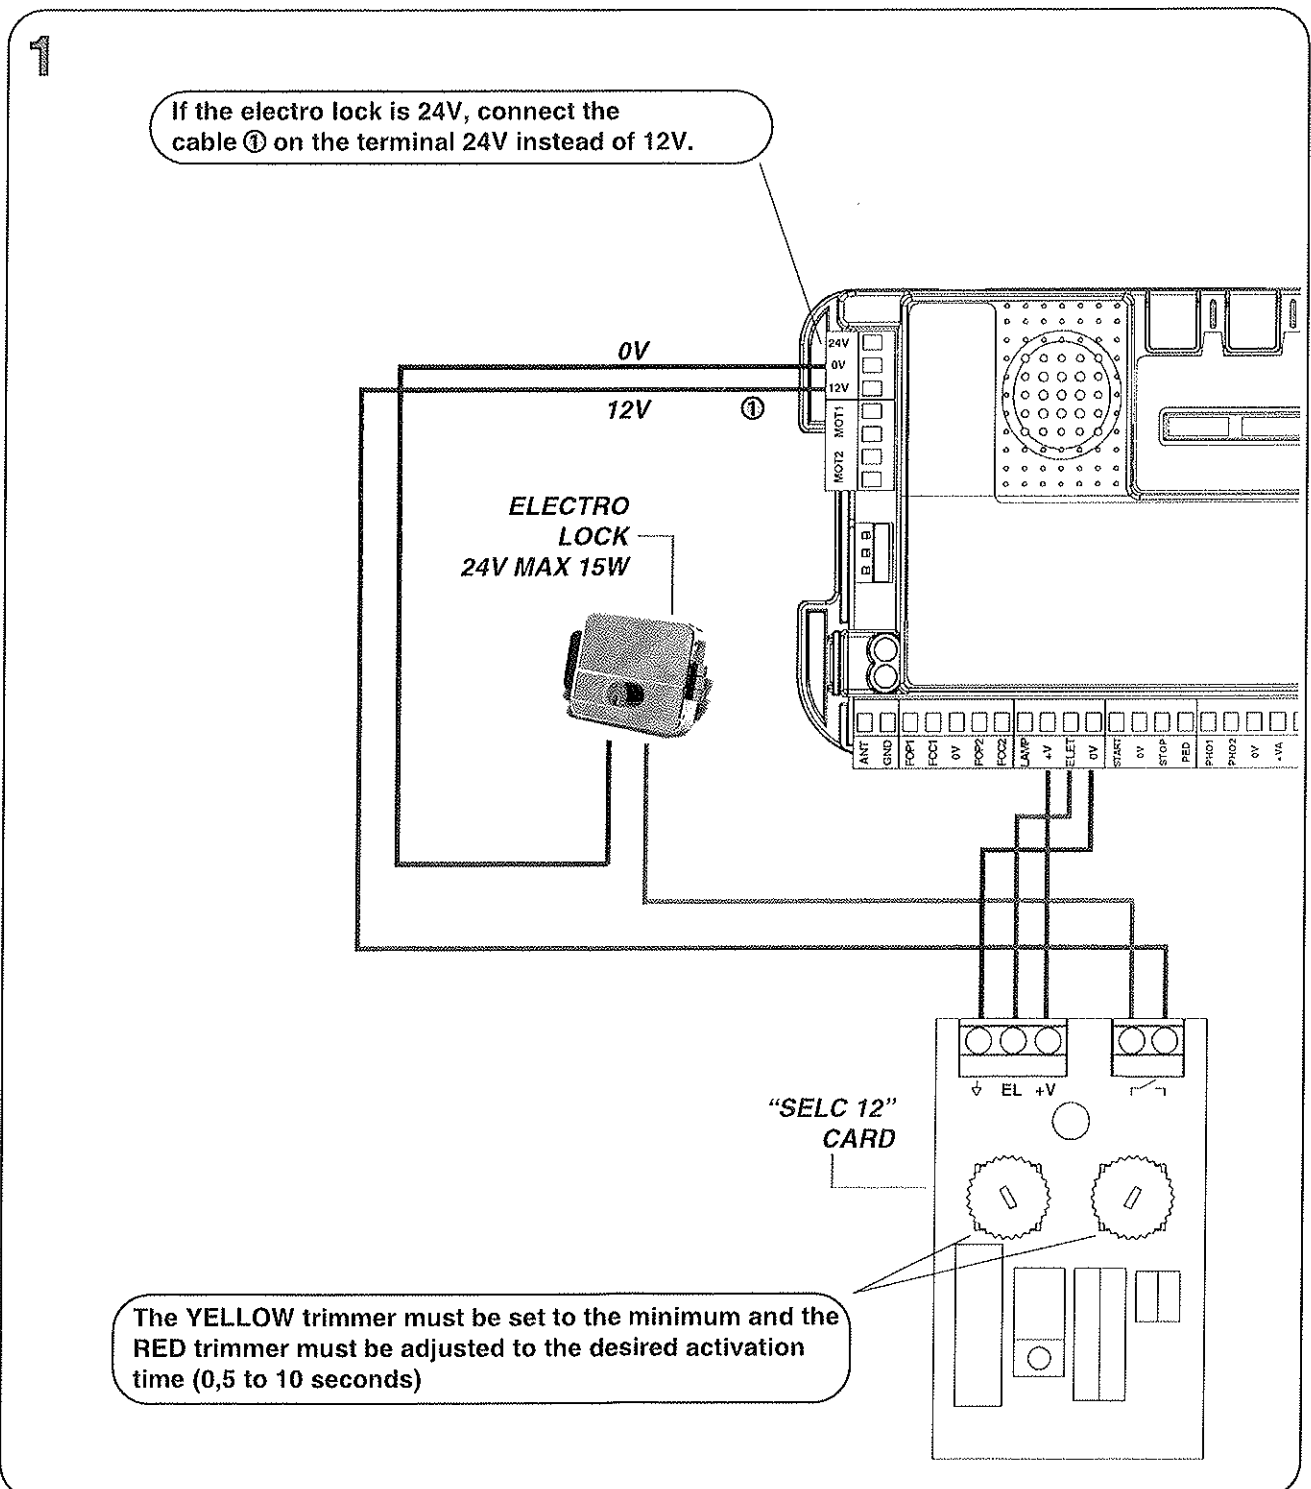 1
If the electro lock is 24V, connect the
cable ① on the terminal 24V instead of 12V.
24V
0V
12V
MOT1
MOT2
0V
12V
①
ELECTRO
LOCK
24V MAX 15W
ANT
GND
FOP1
FCC1
0V
FOP2
FCC2
LAMP
+V
ELET
0V
START
0V
STOP
PED
PHO1
PHO2
0V
+VA
EL +V
“SELC 12”
CARD
The YELLOW trimmer must be set to the minimum and the
RED trimmer must be adjusted to the desired activation
time (0,5 to 10 seconds)